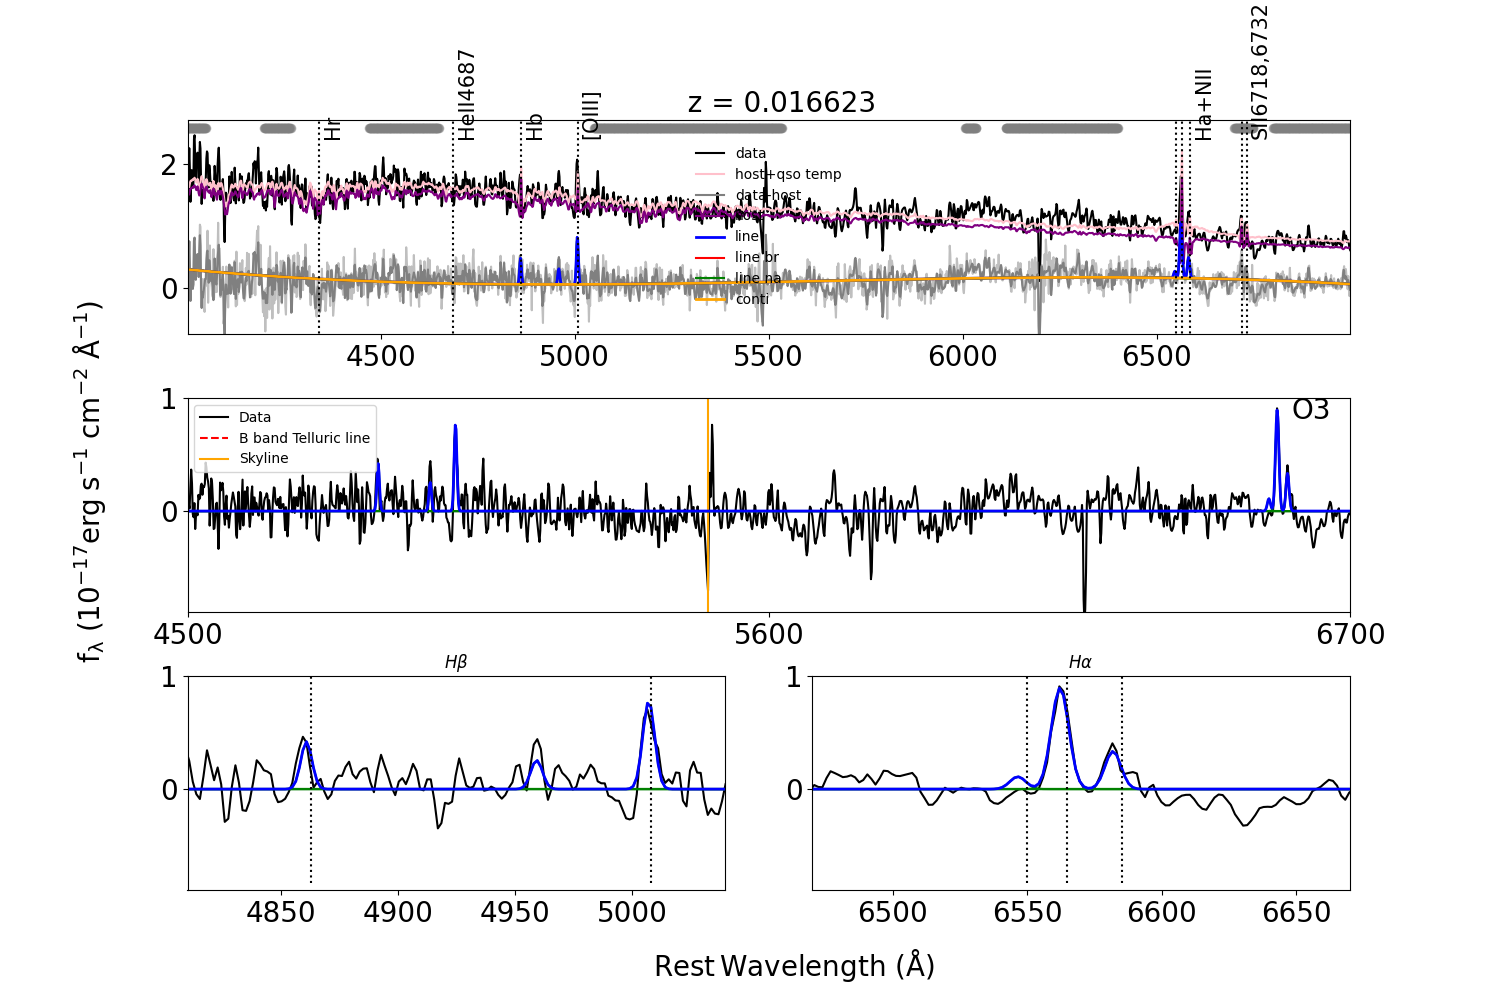 z = 0.016623
Hr
HeII4687
Hb
[OIII]
Ha+NII
SII6718,6732
data
host+qso temp
data-host
line
line br
line na
conti
2
0
4500
5000
5500
6000
6500
f_λ (10^{-17}erg s^{-1} cm^{-2} Å^{-1})
Data
B band Telluric line
Skyline
O3
1
0
4500
5600
6700
Hβ
1
0
4850
4900
4950
5000
Hα
1
0
6500
6550
6600
6650
Rest Wavelength (Å)